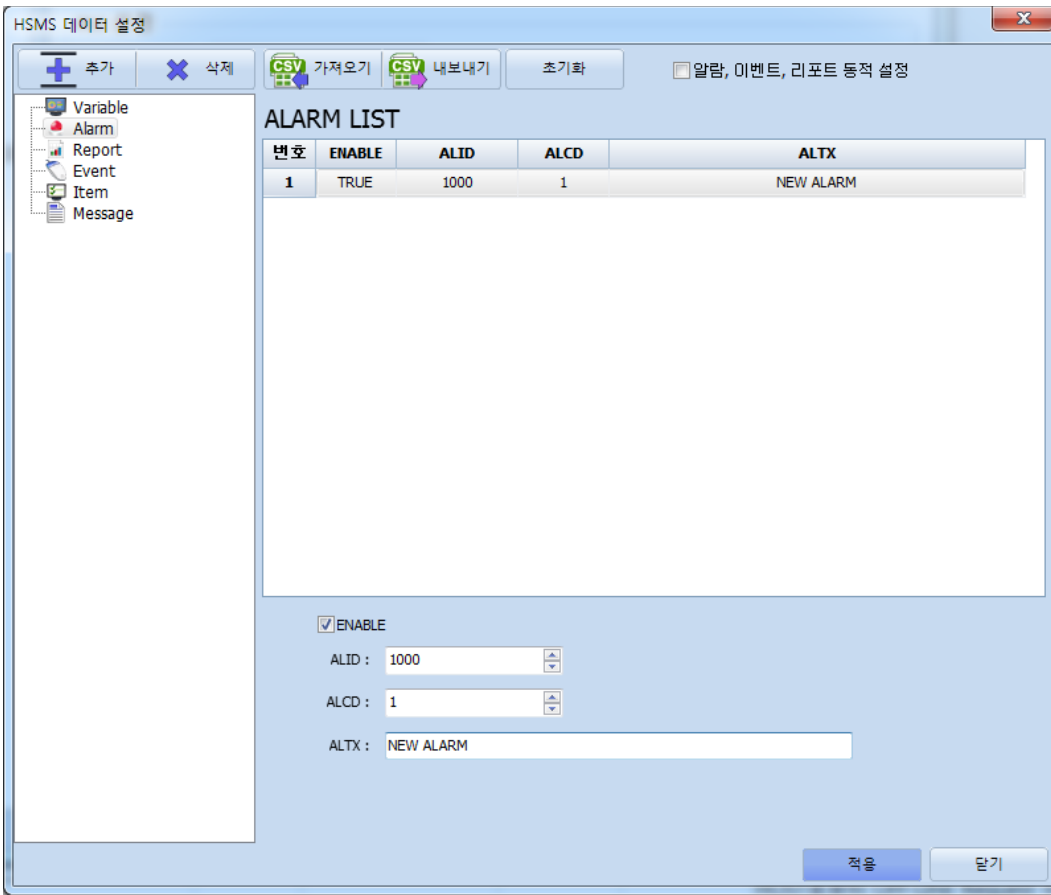 HSMS 데이터 설정
추가 삭제 CSV 가져오기 CSV 내보내기 초기화 알람, 이벤트, 리포트 동적 설정
Variable
Alarm
Report
Event
Item
Message
ALARM LIST
번호 ENABLE ALID ALCD ALTX
1 TRUE 1000 1 NEW ALARM
ENABLE
ALID : 1000
ALCD : 1
ALTX : NEW ALARM
적용 닫기